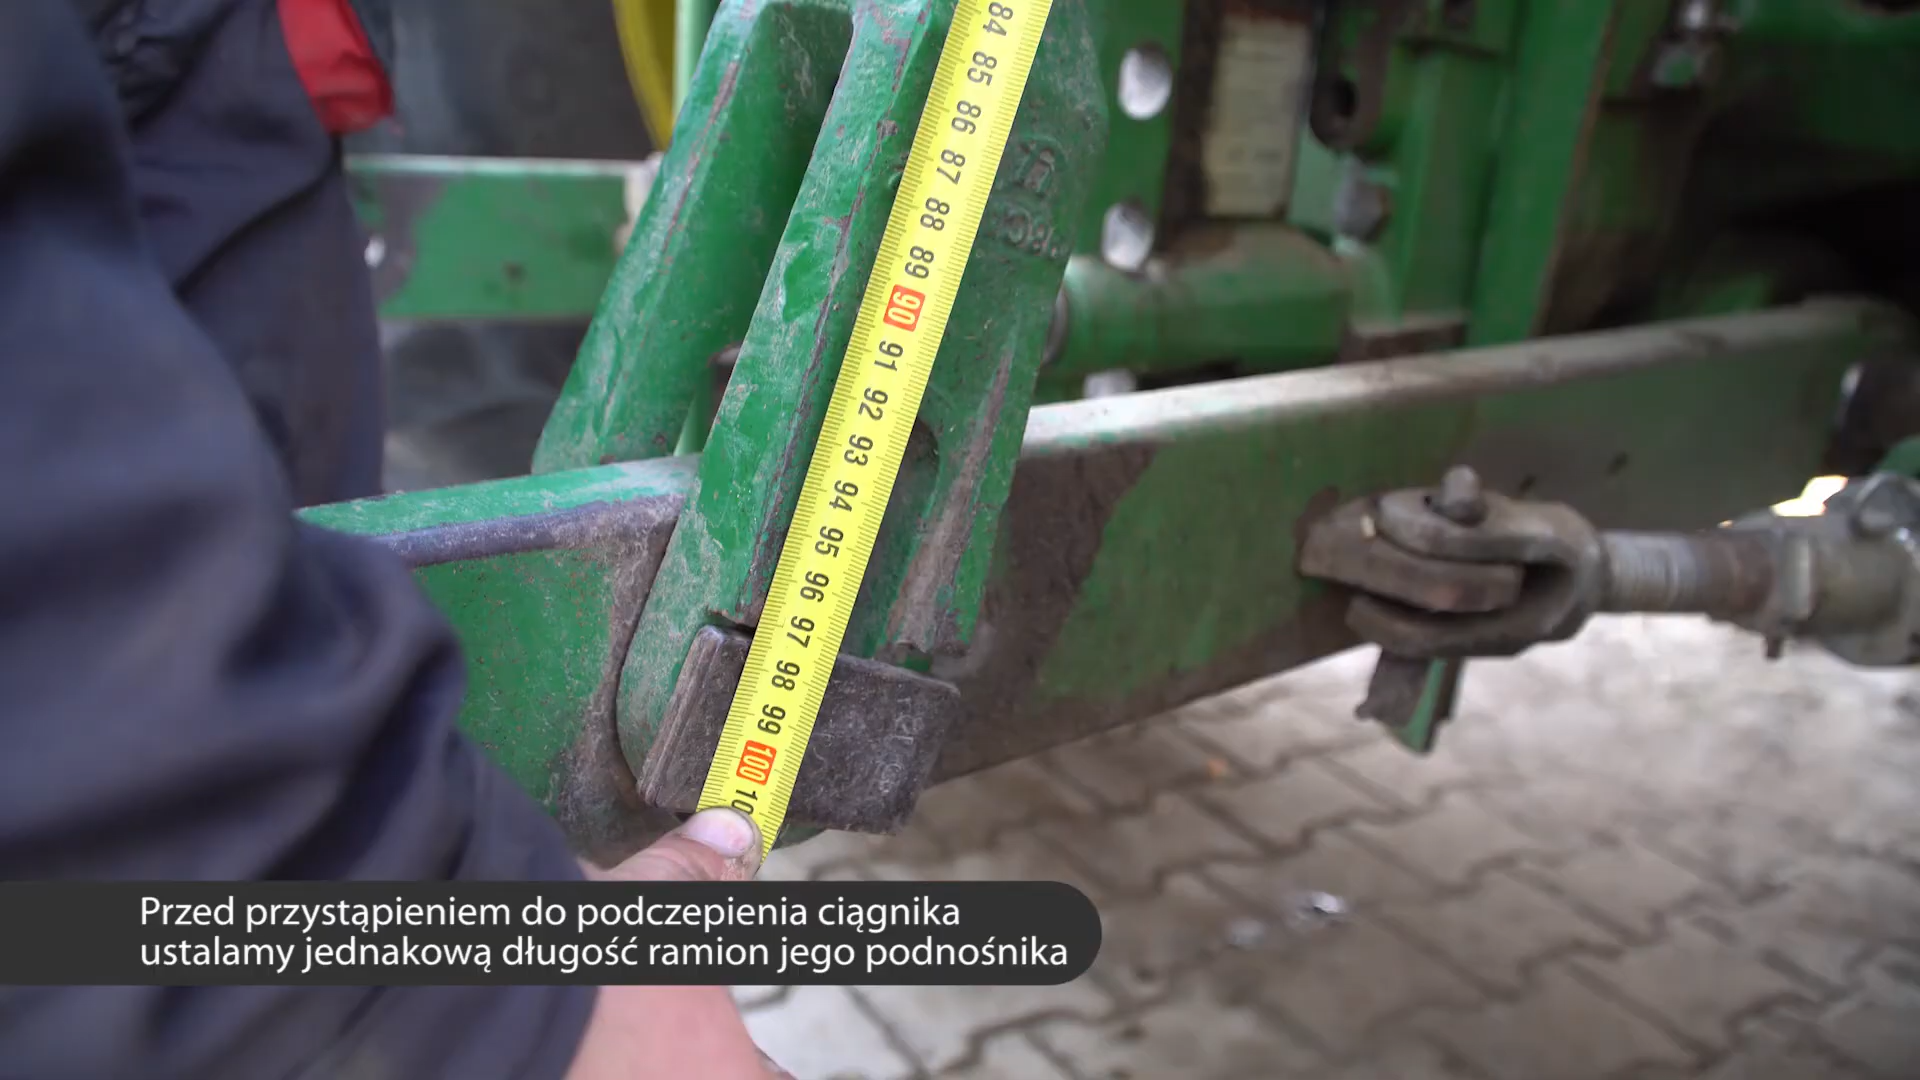 84 85 86 87 88 89 90 91 92 93 94 95 96 97 98 99 100 10
Przed przystąpieniem do podczepienia ciągnika
ustalamy jednakową długość ramion jego podnośnika